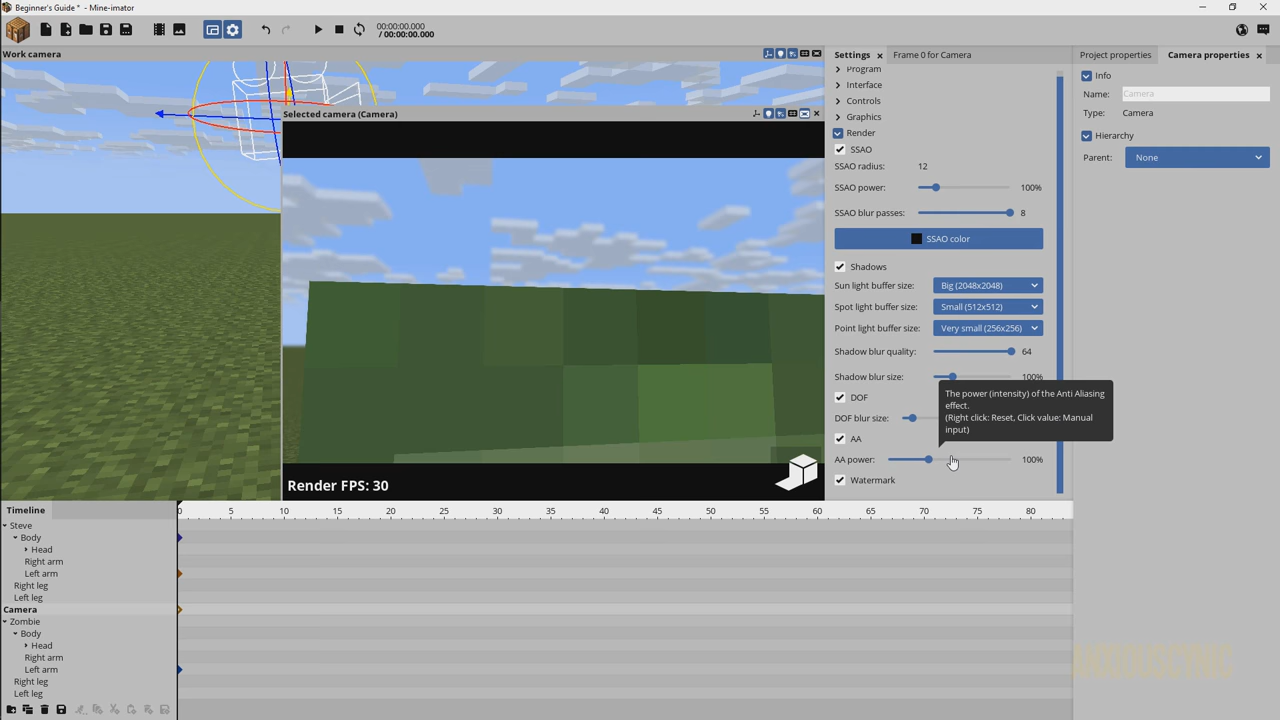 Beginner's Guide * - Mine-imator
00:00:00.000
/ 00:00:00.000
Work camera
Selected camera (Camera)
Render FPS: 30
Settings
Frame 0 for Camera
Program
Interface
Controls
Graphics
Render
SSAO
SSAO radius: 12
SSAO power: 100%
SSAO blur passes: 8
SSAO color
Shadows
Sun light buffer size: Big (2048x2048)
Spot light buffer size: Small (512x512)
Point light buffer size: Very small (256x256)
Shadow blur quality: 64
Shadow blur size: 100%
DOF
DOF blur size:
The power (intensity) of the Anti Aliasing
effect.
(Right click: Reset, Click value: Manual
input)
AA
AA power: 100%
Watermark
Project properties
Camera properties
Info
Name: Camera
Type: Camera
Hierarchy
Parent: None
Timeline
0 5 10 15 20 25 30 35 40 45 50 55 60 65 70 75 80
Steve
Body
Head
Right arm
Left arm
Right leg
Left leg
Camera
Zombie
Body
Head
Right arm
Left arm
Right leg
Left leg